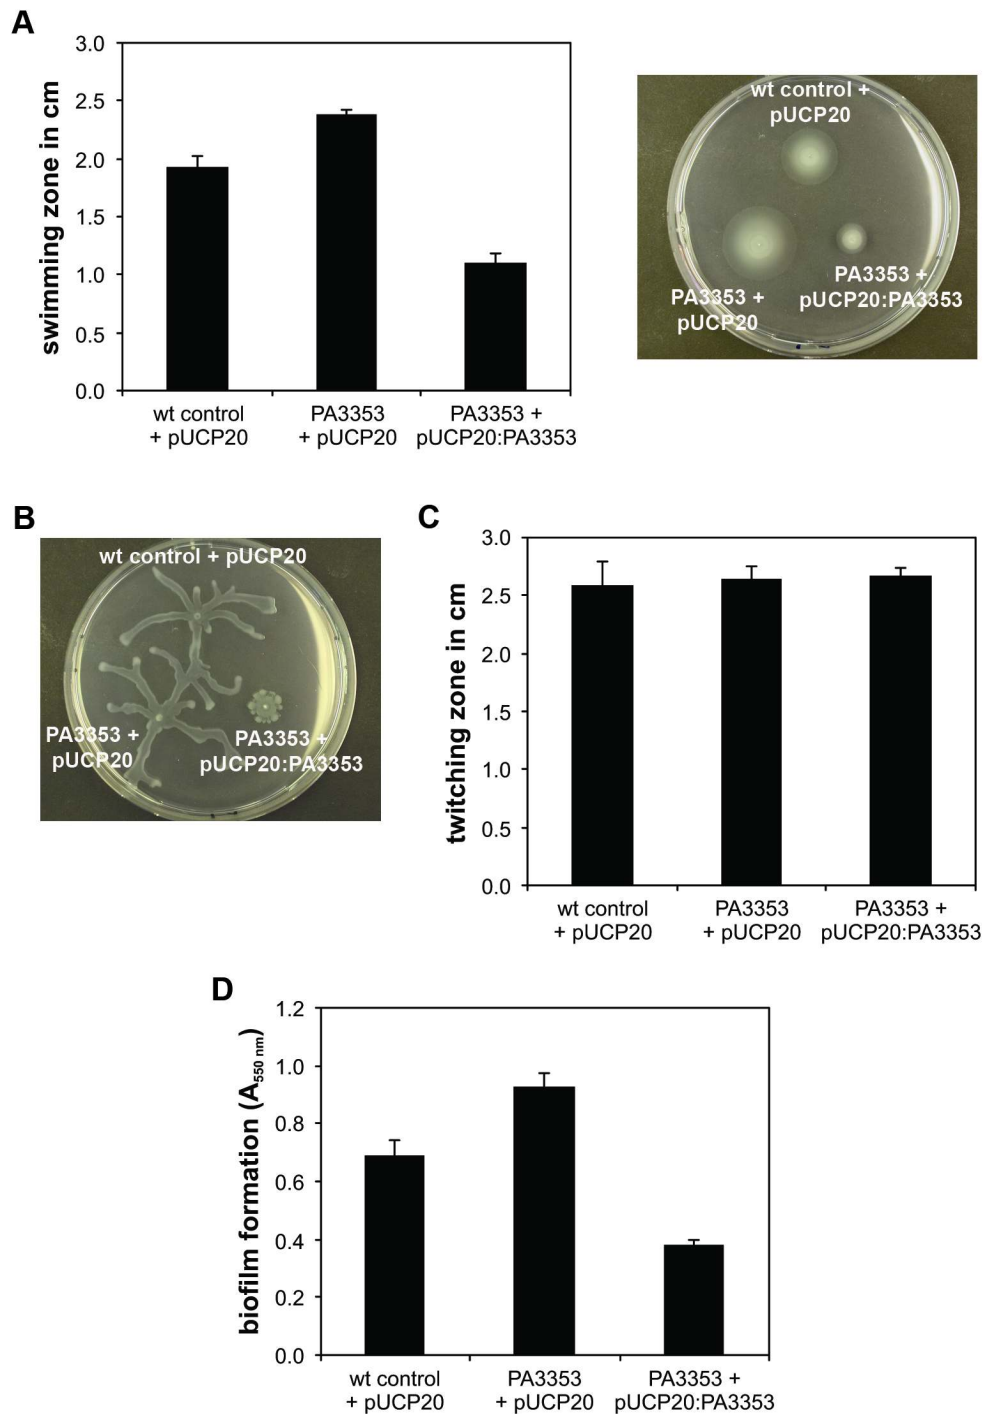 A
swimming zone in cm
3.0
2.5
2.0
1.5
1.0
0.5
0.0
wt control
+ pUCP20
PA3353
+ pUCP20
PA3353 +
pUCP20:PA3353
wt control +
pUCP20
PA3353 +
pUCP20:PA3353
PA3353 +
pUCP20
B
wt control + pUCP20
PA3353 +
pUCP20
PA3353 +
pUCP20:PA3353
C
twitching zone in cm
3.0
2.5
2.0
1.5
1.0
0.5
0.0
wt control
+ pUCP20
PA3353
+ pUCP20
PA3353 +
pUCP20:PA3353
D
biofilm formation (A550 nm)
1.2
1.0
0.8
0.6
0.4
0.2
0.0
wt control
+ pUCP20
PA3353
+ pUCP20
PA3353 +
pUCP20:PA3353